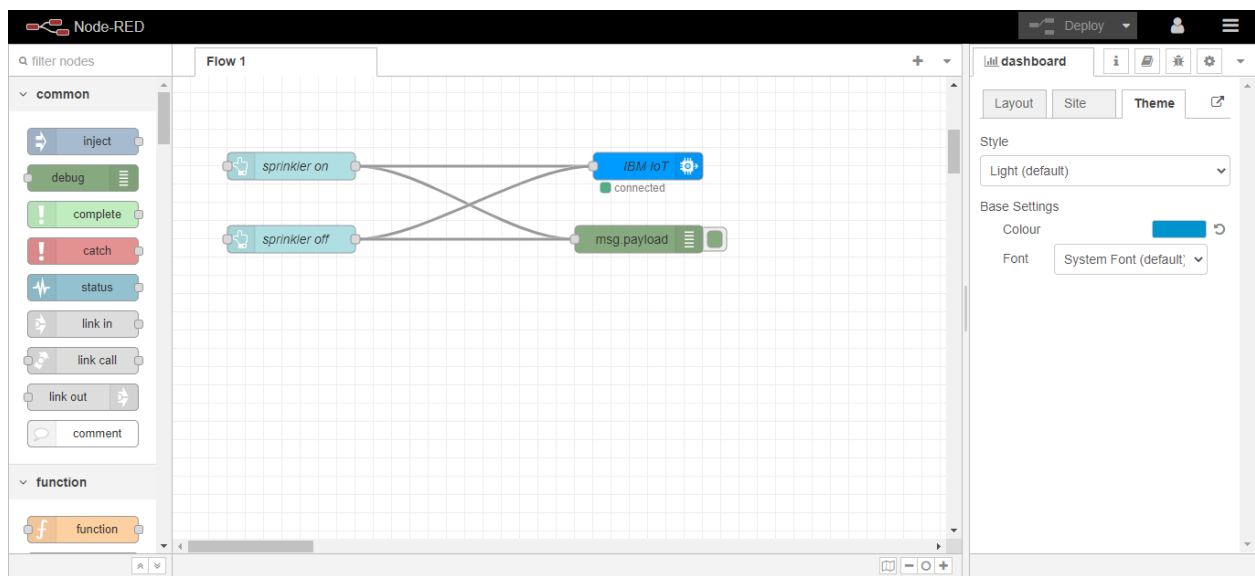 Node-RED
Deploy
filter nodes
Flow 1
dashboard
i
common
inject
debug
complete
catch
status
link in
link call
link out
comment
function
f function
sprinkler on
sprinkler off
IBM IoT
connected
msg.payload
Layout Site Theme
Style
Light (default)
Base Settings
Colour
Font System Font (default)